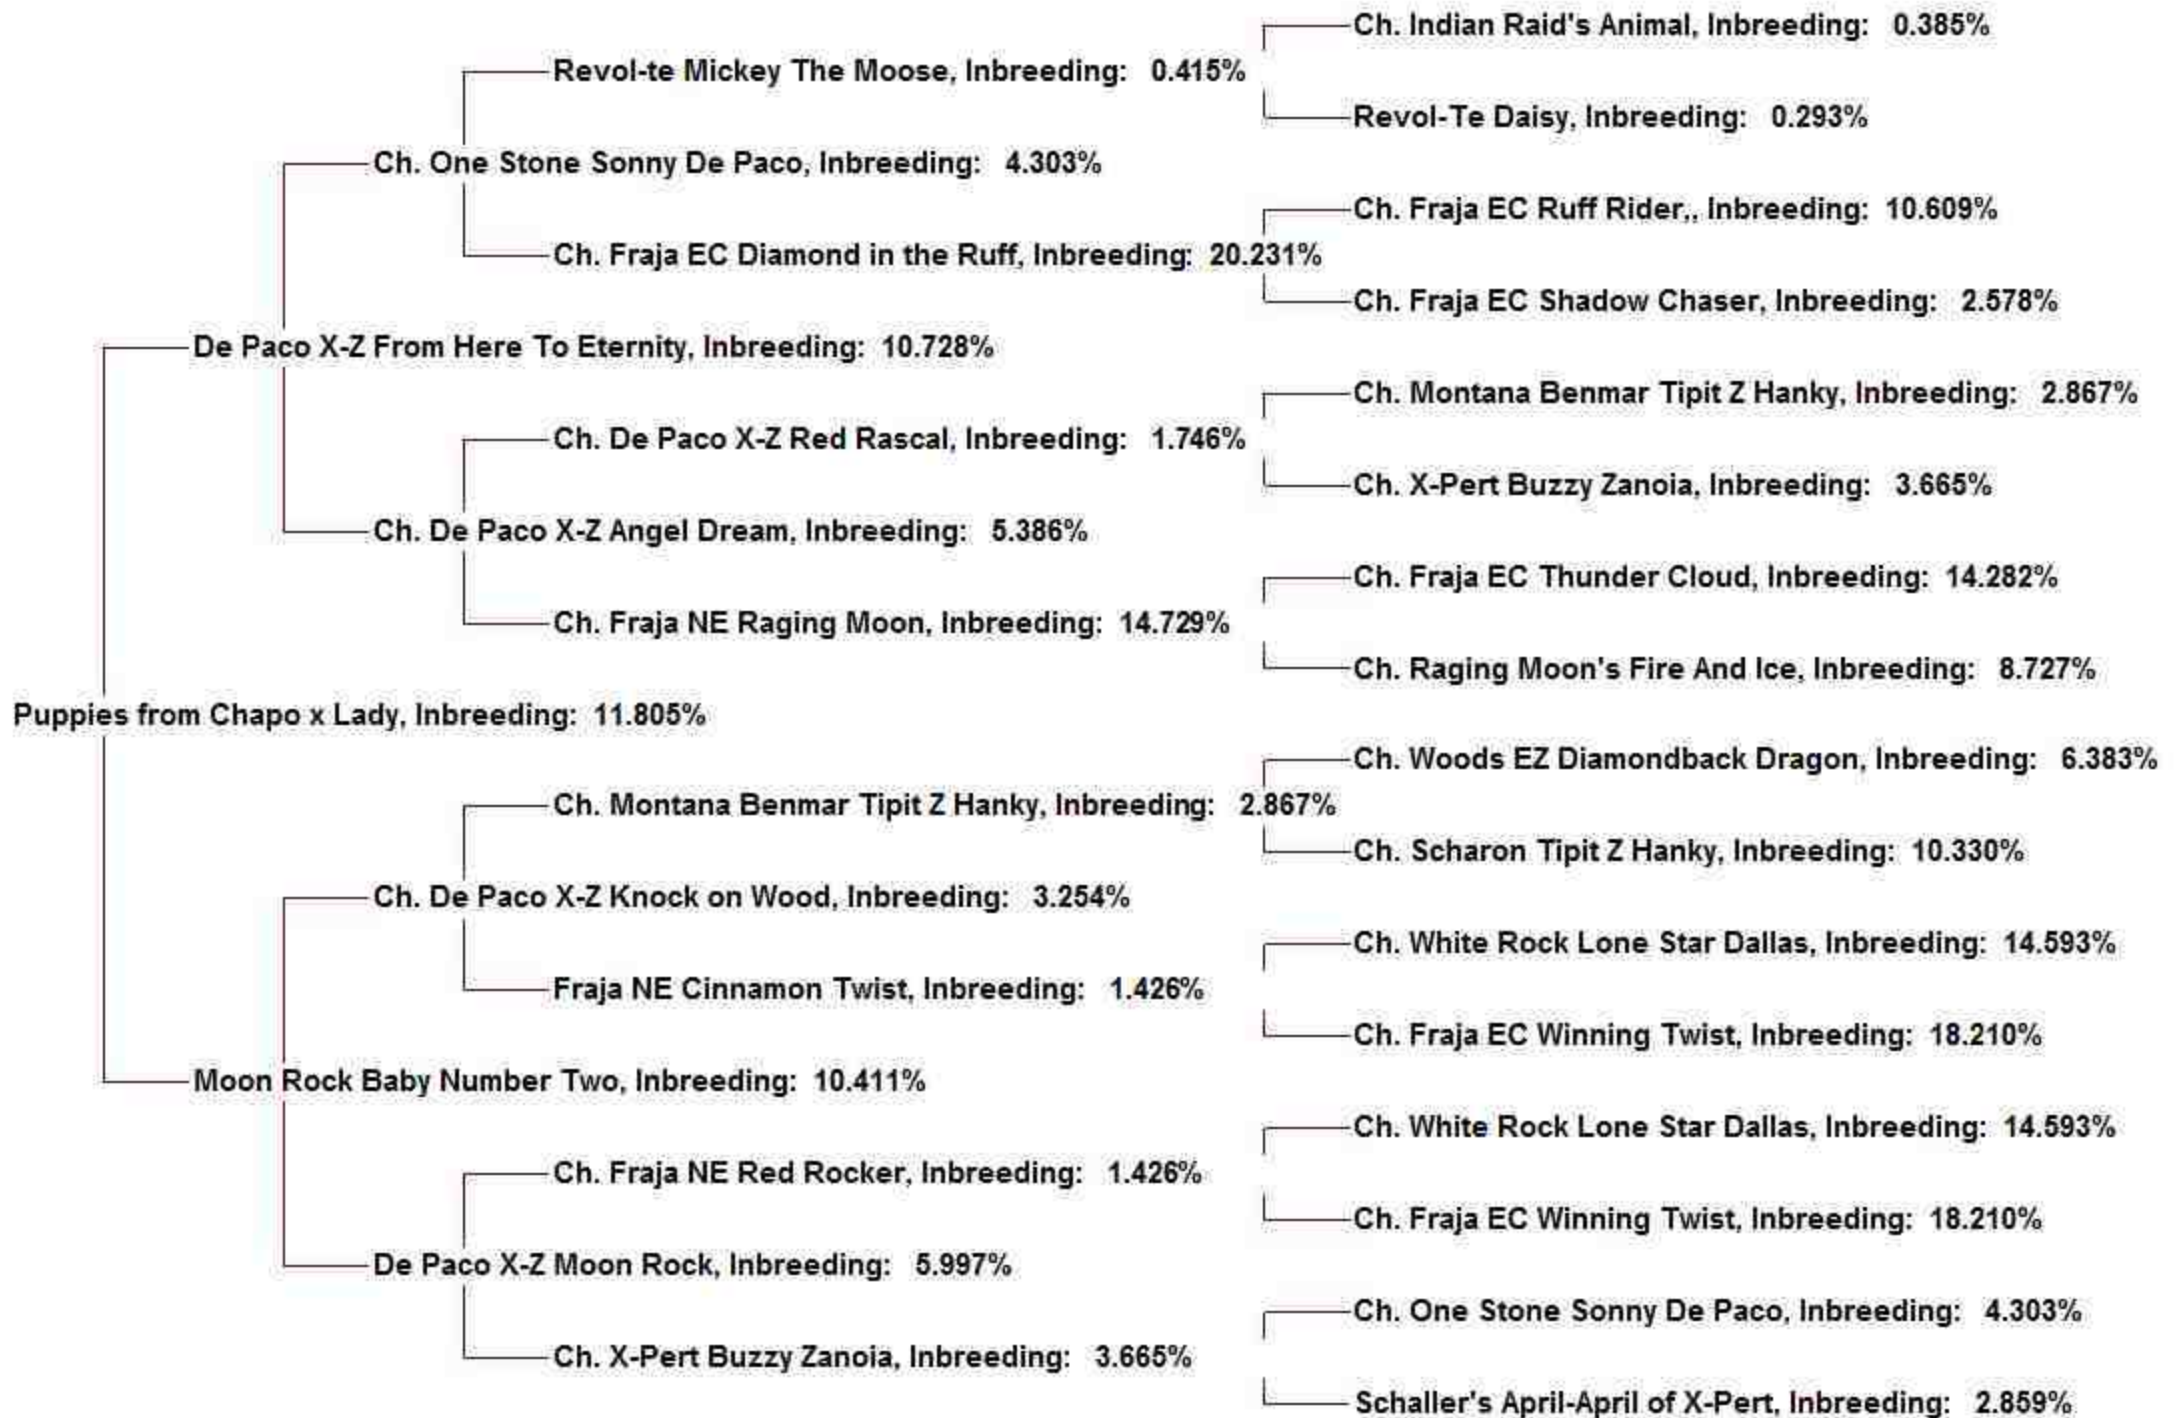 Ch. Indian Raid's Animal, Inbreeding: 0.385%
Revol-te Mickey The Moose, Inbreeding: 0.415%
Revol-Te Daisy, Inbreeding: 0.293%
Ch. One Stone Sonny De Paco, Inbreeding: 4.303%
Ch. Fraja EC Ruff Rider,, Inbreeding: 10.609%
Ch. Fraja EC Diamond in the Ruff, Inbreeding: 20.231%
Ch. Fraja EC Shadow Chaser, Inbreeding: 2.578%
De Paco X-Z From Here To Eternity, Inbreeding: 10.728%
Ch. Montana Benmar Tipit Z Hanky, Inbreeding: 2.867%
Ch. De Paco X-Z Red Rascal, Inbreeding: 1.746%
Ch. X-Pert Buzzy Zanoia, Inbreeding: 3.665%
Ch. De Paco X-Z Angel Dream, Inbreeding: 5.386%
Ch. Fraja EC Thunder Cloud, Inbreeding: 14.282%
Ch. Fraja NE Raging Moon, Inbreeding: 14.729%
Ch. Raging Moon's Fire And Ice, Inbreeding: 8.727%
Puppies from Chapo x Lady, Inbreeding: 11.805%
Ch. Woods EZ Diamondback Dragon, Inbreeding: 6.383%
Ch. Montana Benmar Tipit Z Hanky, Inbreeding: 2.867%
Ch. Scharon Tipit Z Hanky, Inbreeding: 10.330%
Ch. De Paco X-Z Knock on Wood, Inbreeding: 3.254%
Ch. White Rock Lone Star Dallas, Inbreeding: 14.593%
Fraja NE Cinnamon Twist, Inbreeding: 1.426%
Ch. Fraja EC Winning Twist, Inbreeding: 18.210%
Moon Rock Baby Number Two, Inbreeding: 10.411%
Ch. White Rock Lone Star Dallas, Inbreeding: 14.593%
Ch. Fraja NE Red Rocker, Inbreeding: 1.426%
Ch. Fraja EC Winning Twist, Inbreeding: 18.210%
De Paco X-Z Moon Rock, Inbreeding: 5.997%
Ch. One Stone Sonny De Paco, Inbreeding: 4.303%
Ch. X-Pert Buzzy Zanoia, Inbreeding: 3.665%
Schaller's April-April of X-Pert, Inbreeding: 2.859%